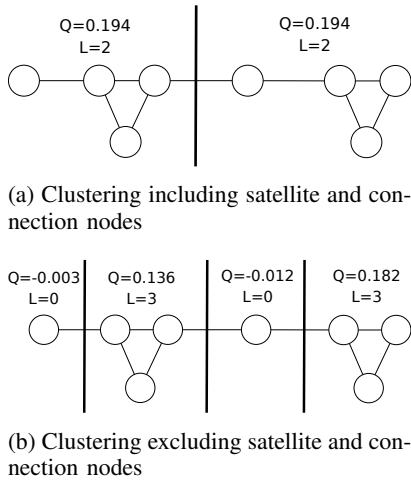 Q=0.194 Q=0.194
L=2 L=2
(a) Clustering including satellite and con-
nection nodes
Q=-0.003 Q=0.136 Q=-0.012 Q=0.182
L=0 L=3 L=0 L=3
(b) Clustering excluding satellite and con-
nection nodes